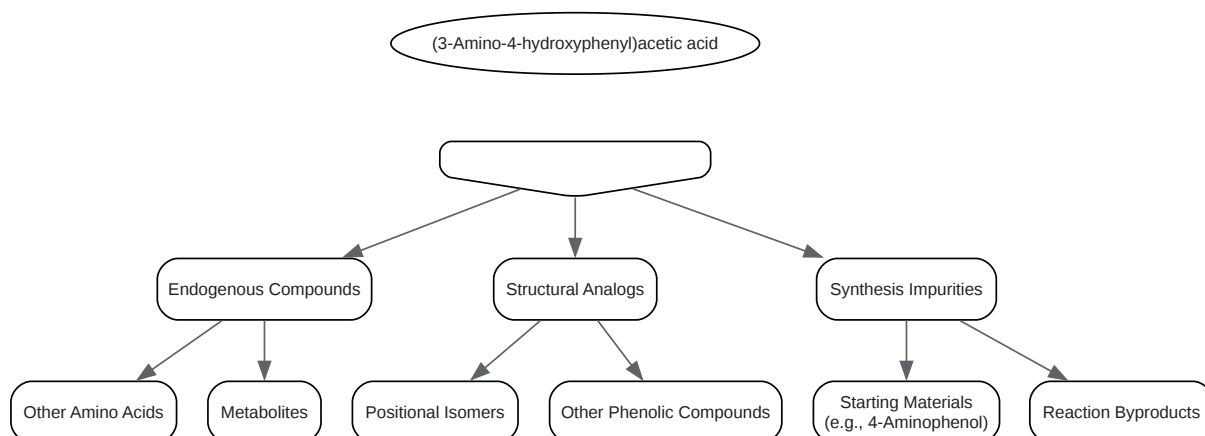 (3-Amino-4-hydroxyphenyl)acetic acid
Endogenous Compounds
Structural Analogs
Synthesis Impurities
Other Amino Acids
Metabolites
Positional Isomers
Other Phenolic Compounds
Starting Materials
(e.g., 4-Aminophenol)
Reaction Byproducts